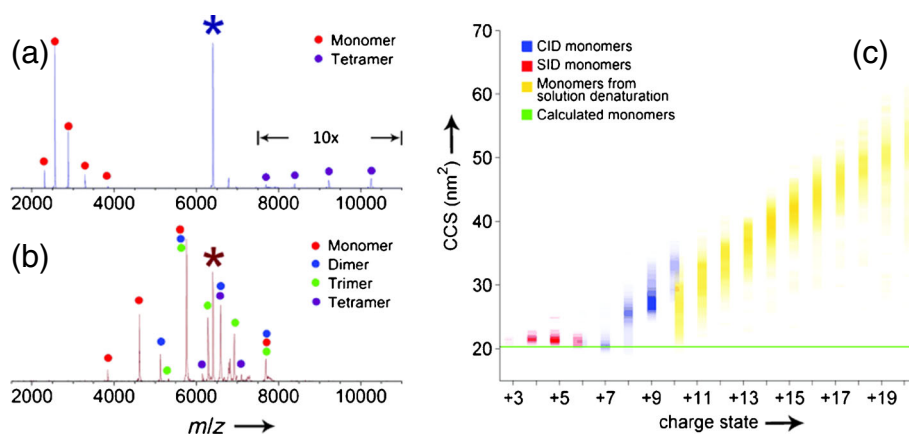 (a)
*
Monomer
Tetramer
10x
2000 4000 6000 8000 10000
(b)
*
Monomer
Dimer
Trimer
Tetramer
2000 4000 6000 8000 10000
m/z →
(c)
70
60
50
40
30
20
CCS (nm²) →
CID monomers
SID monomers
Monomers from
solution denaturation
Calculated monomers
+3 +5 +7 +9 +11 +13 +15 +17 +19
charge state →